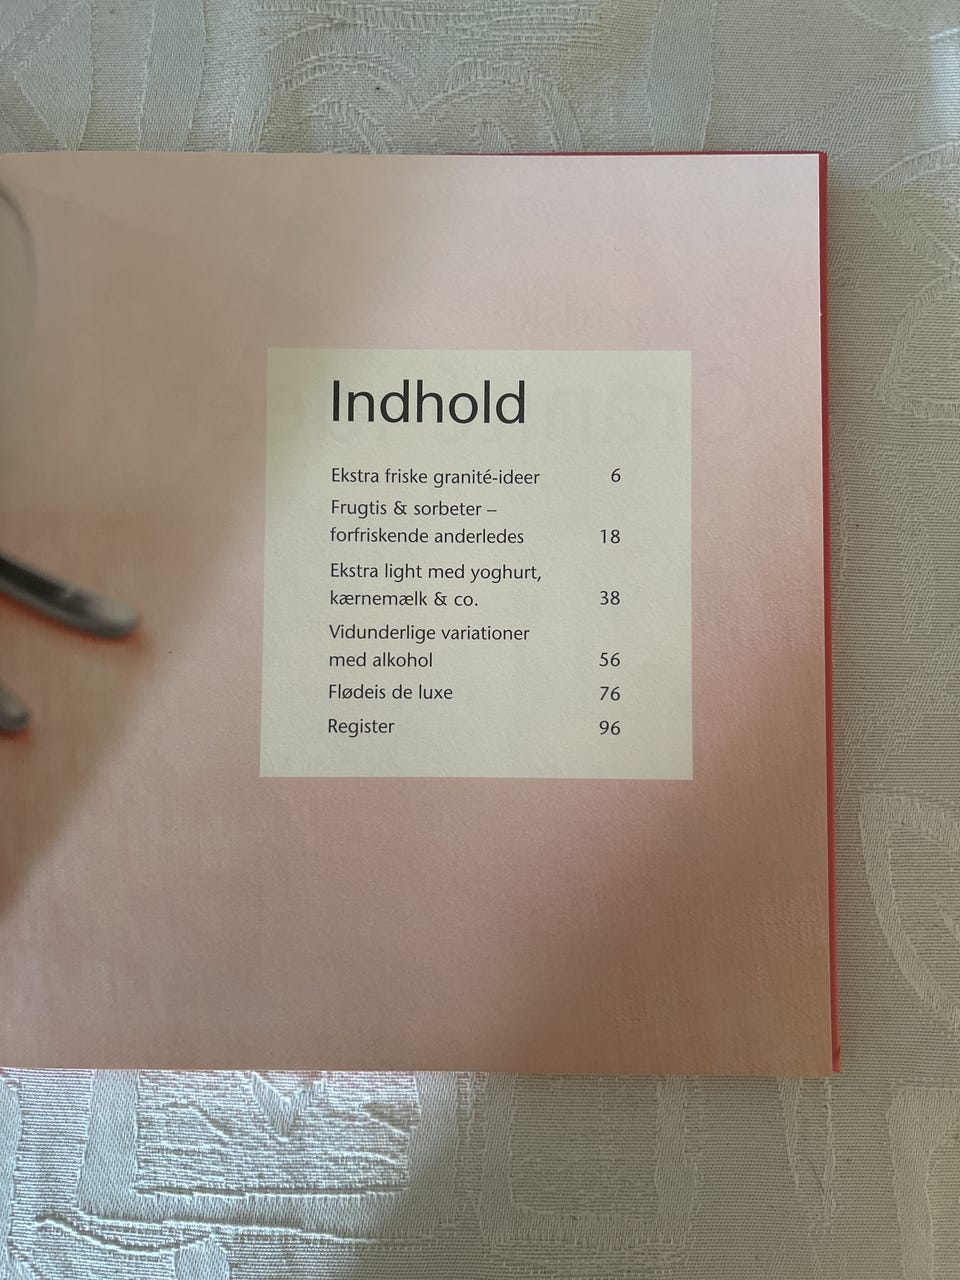 Indhold
Ekstra friske granité-ideer 6
Frugtis & sorbeter –
forfriskende anderledes 18
Ekstra light med yoghurt,
kærnemælk & co. 38
Vidunderlige variationer
med alkohol 56
Flødeis de luxe 76
Register 96